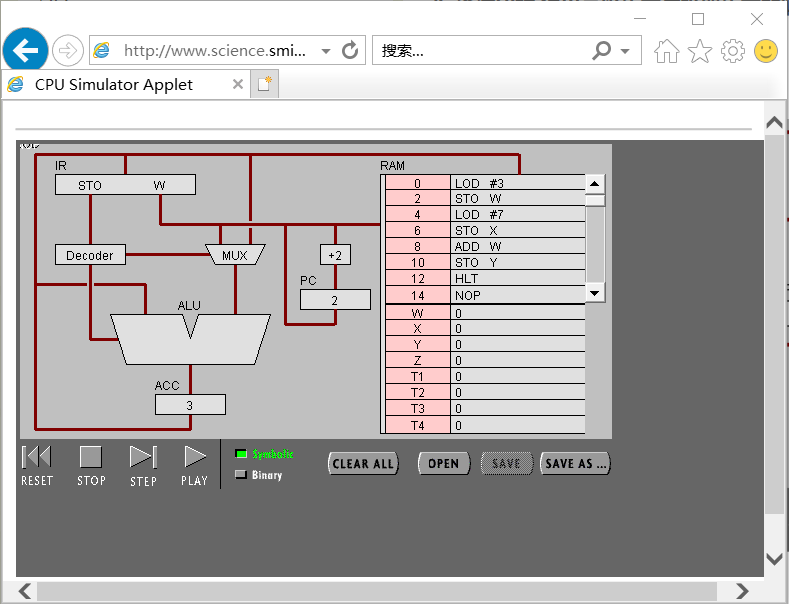 http://www.science.smi...
搜索...
CPU Simulator Applet
IR
STO W
Decoder
MUX
+2
PC
2
ALU
ACC
3
RAM
0 LOD #3
2 STO W
4 LOD #7
6 STO X
8 ADD W
10 STO Y
12 HLT
14 NOP
W 0
X 0
Y 0
Z 0
T1 0
T2 0
T3 0
T4 0
RESET
STOP
STEP
PLAY
Symbolic
Binary
CLEAR ALL
OPEN
SAVE
SAVE AS ...